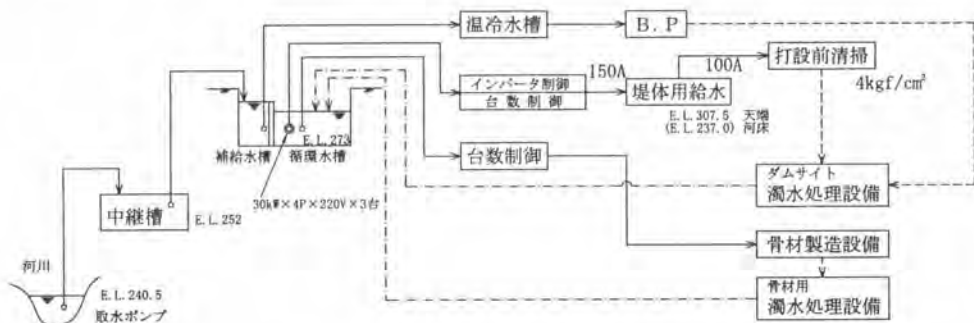 温冷水槽
B.P
打設前清掃
150A
100A
4kgf/cm²
インバータ制御
台数制御
堤体用給水
E.L.307.5 天端
(E.L.237.0) 河床
E.L.273
補給水槽
循環水槽
台数制御
ダムサイト
濁水処理設備
30kW×4P×220V×3台
中継槽
E.L.252
骨材製造設備
河川
E.L.240.5
取水ポンプ
骨材用
濁水処理設備